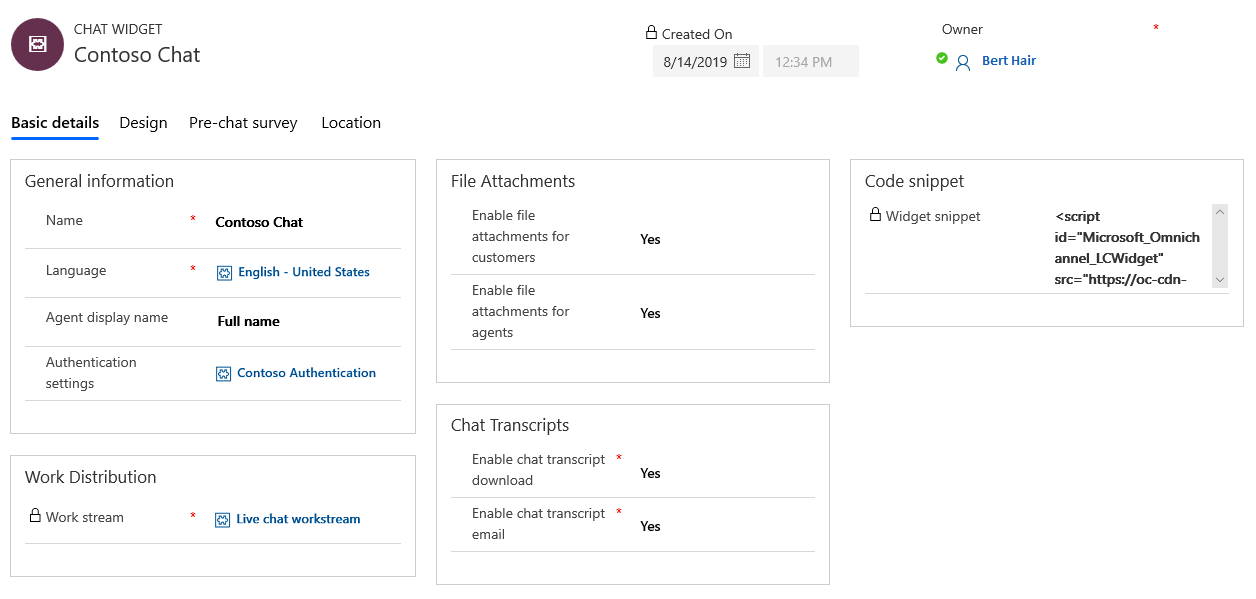 CHAT WIDGET
Contoso Chat
Created On
8/14/2019
12:34 PM
Owner
*
Bert Hair
Basic details
Design
Pre-chat survey
Location
General information
Name
*
Contoso Chat
Language
*
English - United States
Agent display name
Full name
Authentication
settings
Contoso Authentication
Work Distribution
Work stream
*
Live chat workstream
File Attachments
Enable file
attachments for
customers
Yes
Enable file
attachments for
agents
Yes
Chat Transcripts
Enable chat transcript *
download
Yes
Enable chat transcript *
email
Yes
Code snippet
Widget snippet
<script
id="Microsoft_Omnich
annel_LCWidget"
src="https://oc-cdn-